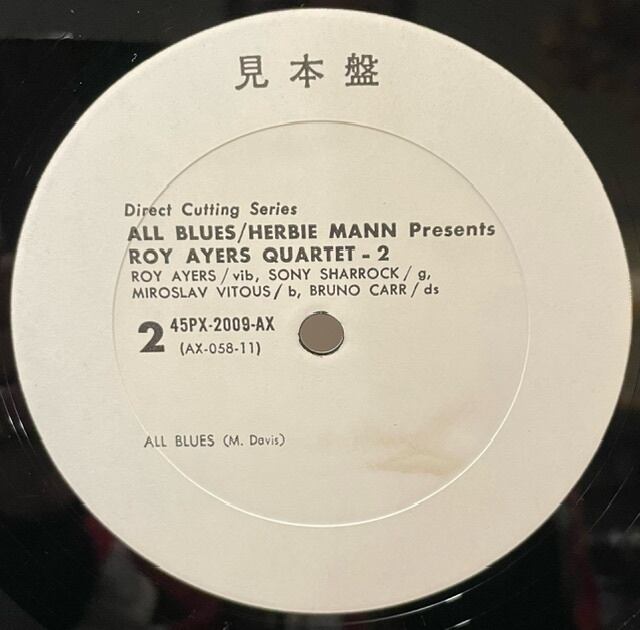 見本盤
Direct Cutting Series
ALL BLUES/HERBIE MANN Presents
ROY AYERS QUARTET - 2
ROY AYERS / vib, SONY SHARROCK / g,
MIROSLAV VITOUS / b, BRUNO CARR / ds
2 45PX-2009-AX
(AX-058-11)
ALL BLUES (M. Davis)